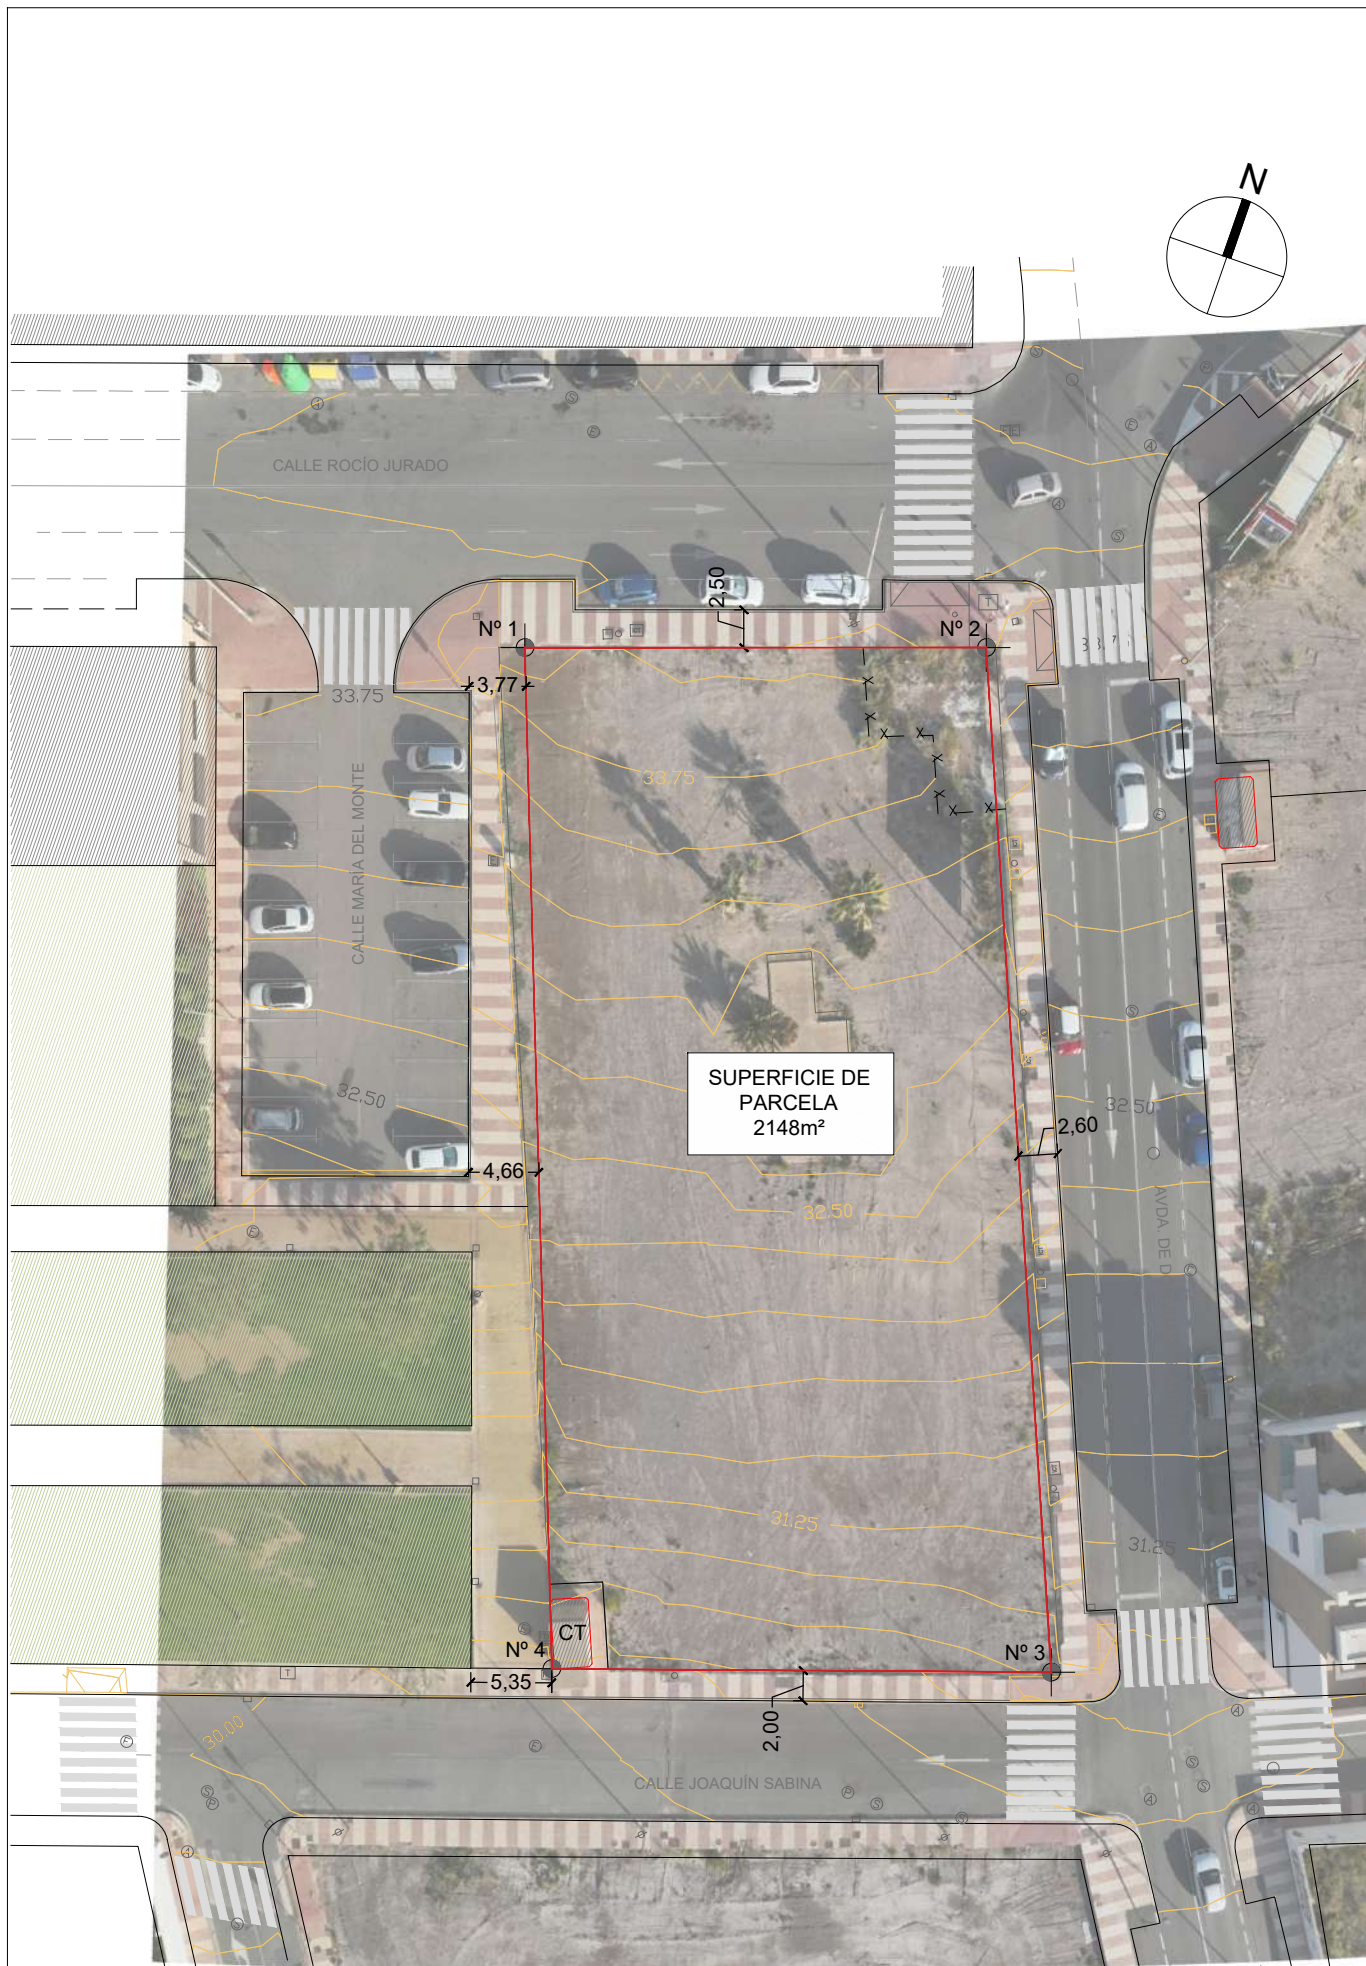 N
CALLE ROCÍO JURADO
2,50
Nº 1
Nº 2
3,77
33.75
33.75
CALLE MARÍA DEL MONTE
SUPERFICIE DE
PARCELA
2148m²
32.50
32.50
2,60
4,66
32.50
AVDA. DE D
31.25
31.25
CT
Nº 4
Nº 3
5,35
2,00
30.00
CALLE JOAQUÍN SABINA